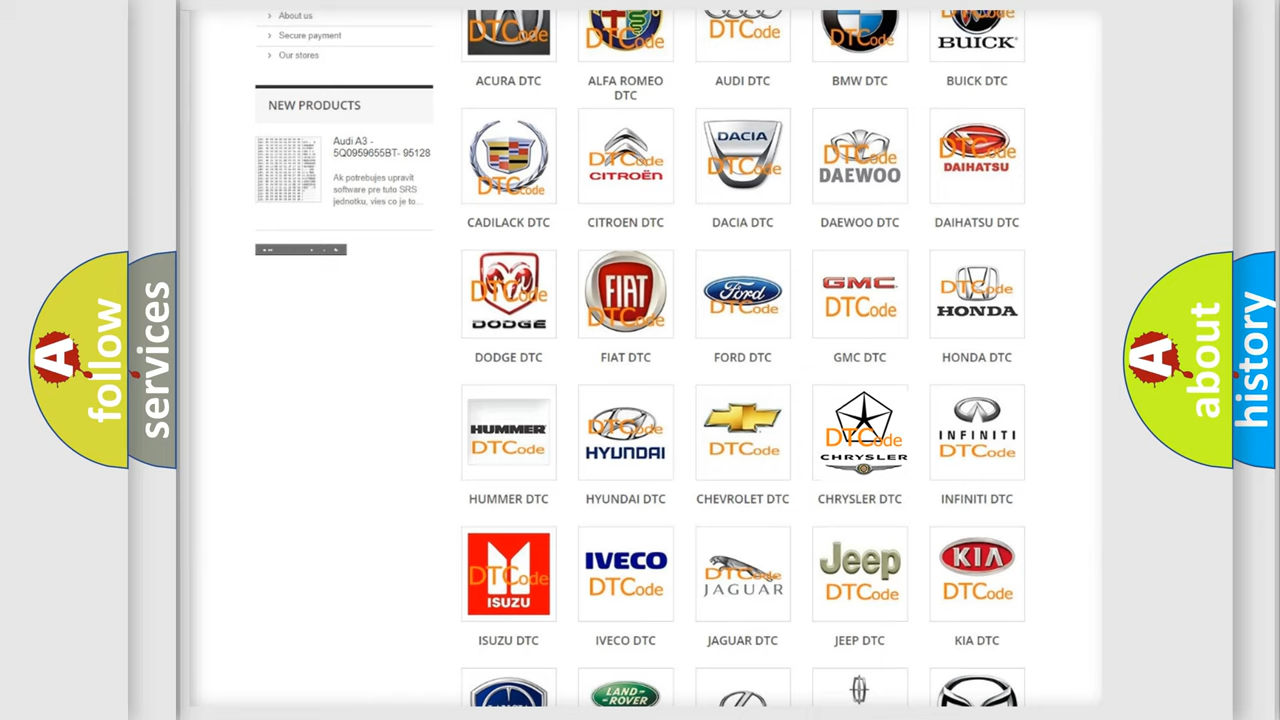 About us
Secure payment
Our stores
NEW PRODUCTS
Audi A3 -
5Q0959655BT- 95128
Ak potrebujes upravit
software pre tuto SRS
jednotku, vies co je to...
DTCode
DTCode
DTCode
DTCode
BUICK
ACURA DTC
ALFA ROMEO
DTC
AUDI DTC
BMW DTC
BUICK DTC
DTCode
DTCode
CITROËN
DACIA
DTCode
DTCode
DAEWOO
DTCode
DAIHATSU
CADILACK DTC
CITROEN DTC
DACIA DTC
DAEWOO DTC
DAIHATSU DTC
DTCode
DODGE
FIAT
DTCode
Ford
DTCode
GMC
DTCode
DTCode
HONDA
DODGE DTC
FIAT DTC
FORD DTC
GMC DTC
HONDA DTC
HUMMER
DTCode
DTCode
HYUNDAI
DTCode
DTCode
CHRYSLER
INFINITI
DTCode
HUMMER DTC
HYUNDAI DTC
CHEVROLET DTC
CHRYSLER DTC
INFINITI DTC
DTCode
ISUZU
IVECO
DTCode
DTCode
JAGUAR
Jeep
DTCode
KIA
DTCode
ISUZU DTC
IVECO DTC
JAGUAR DTC
JEEP DTC
KIA DTC
LAND-
ROVER
A
follow
services
A
about
history